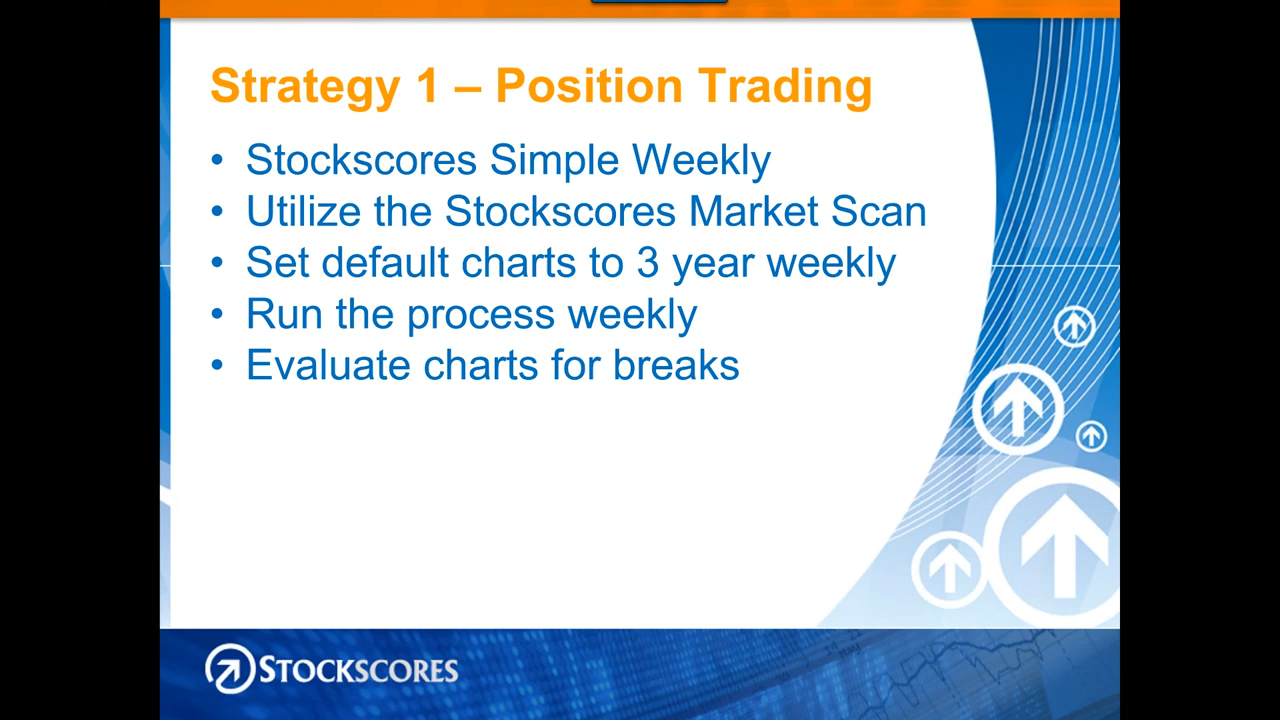 Strategy 1 – Position Trading
• Stockscores Simple Weekly
• Utilize the Stockscores Market Scan
• Set default charts to 3 year weekly
• Run the process weekly
• Evaluate charts for breaks
STOCKSCORES